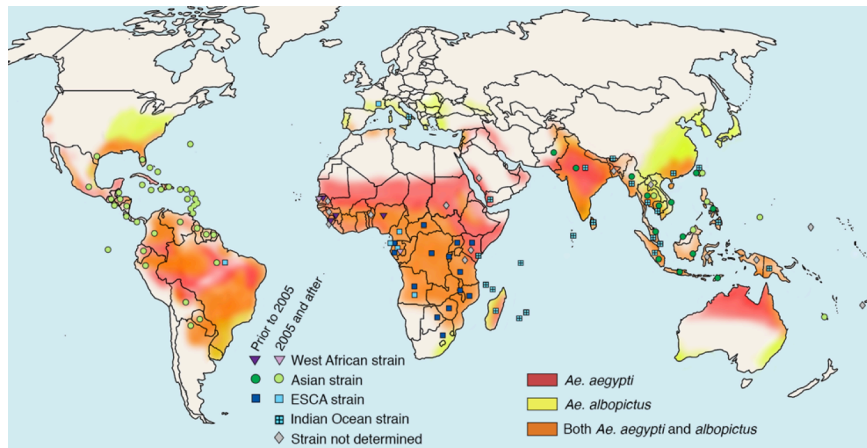 Prior to 2005
2005 and after
West African strain
Asian strain
ESCA strain
Indian Ocean strain
Strain not determined
Ae. aegypti
Ae. albopictus
Both Ae. aegypti and albopictus